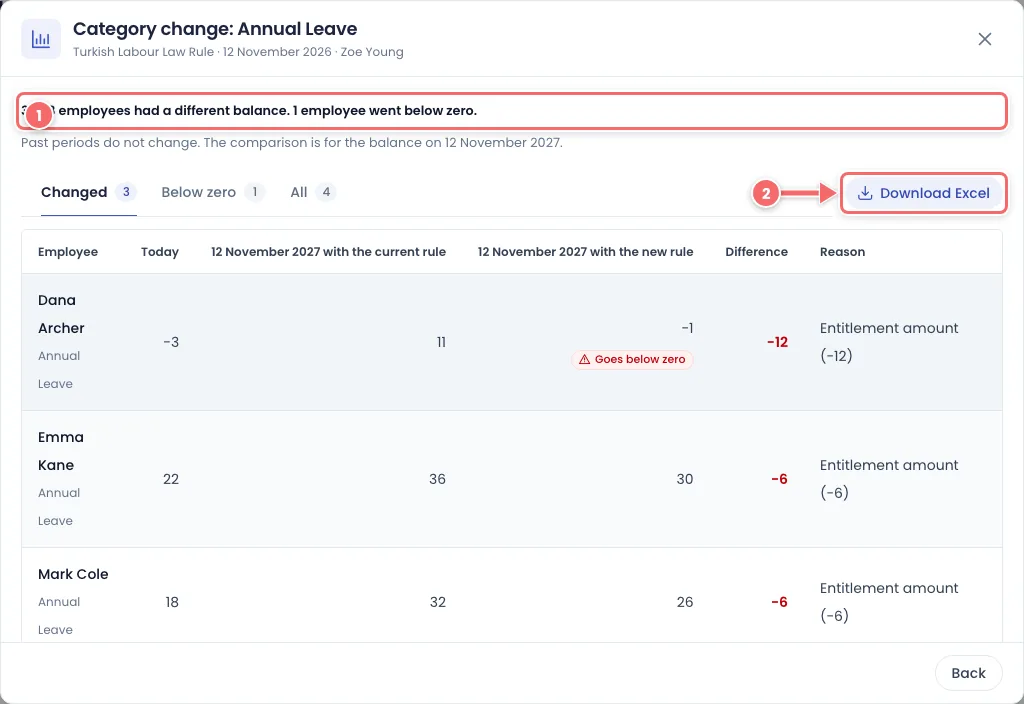 Category change: Annual Leave
Turkish Labour Law Rule · 12 November 2026 · Zoe Young
1
employees had a different balance. 1 employee went below zero.
Past periods do not change. The comparison is for the balance on 12 November 2027.
Changed 3 Below zero 1 All 4
2
Download Excel
Employee Today 12 November 2027 with the current rule 12 November 2027 with the new rule Difference Reason
Dana
Archer
Annual
Leave
-3 11 -1
Goes below zero
-12
Entitlement amount
(-12)
Emma
Kane
Annual
Leave
22 36 30 -6
Entitlement amount
(-6)
Mark Cole
Annual
Leave
18 32 26 -6
Entitlement amount
(-6)
Back